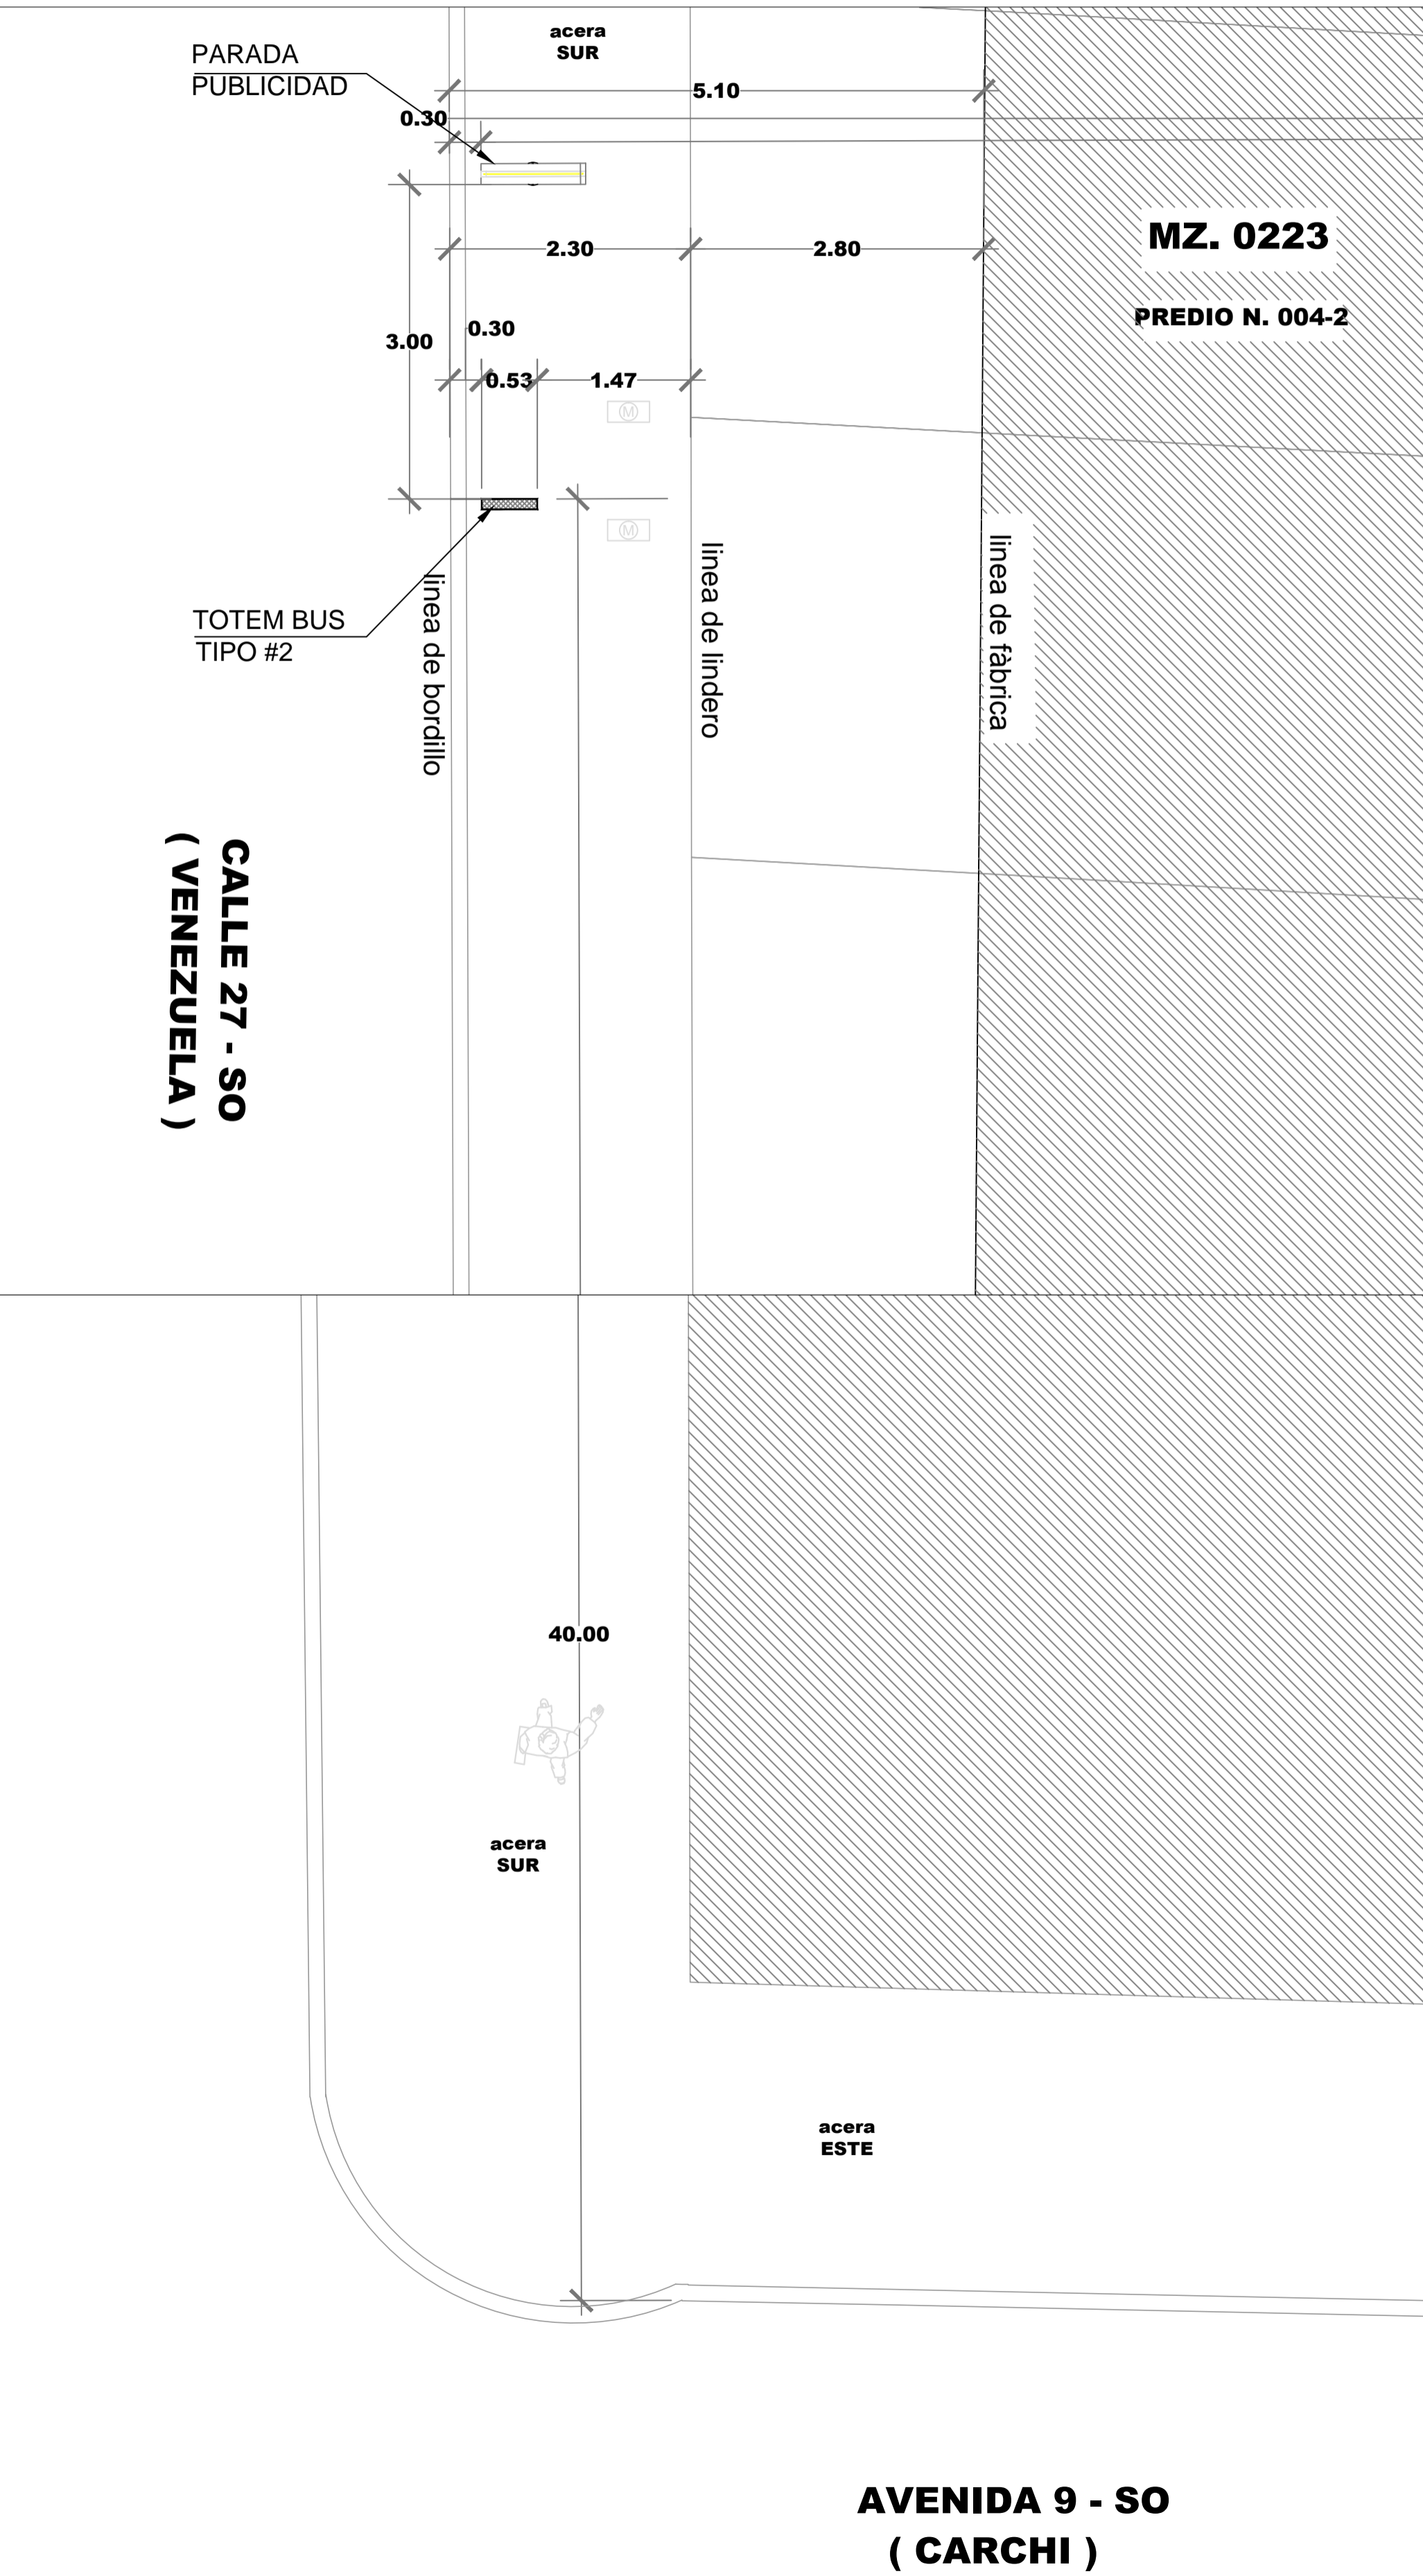 acera
SUR
PARADA
PUBLICIDAD
5.10
0.30
MZ. 0223
2.30
2.80
PREDIO N. 004-2
0.30
3.00
0.53
1.47
M
M
linea de bordillo
linea de lindero
linea de fàbrica
TOTEM BUS
TIPO #2
CALLE 27 - SO
( VENEZUELA )
40.00
acera
SUR
acera
ESTE
AVENIDA 9 - SO
( CARCHI )